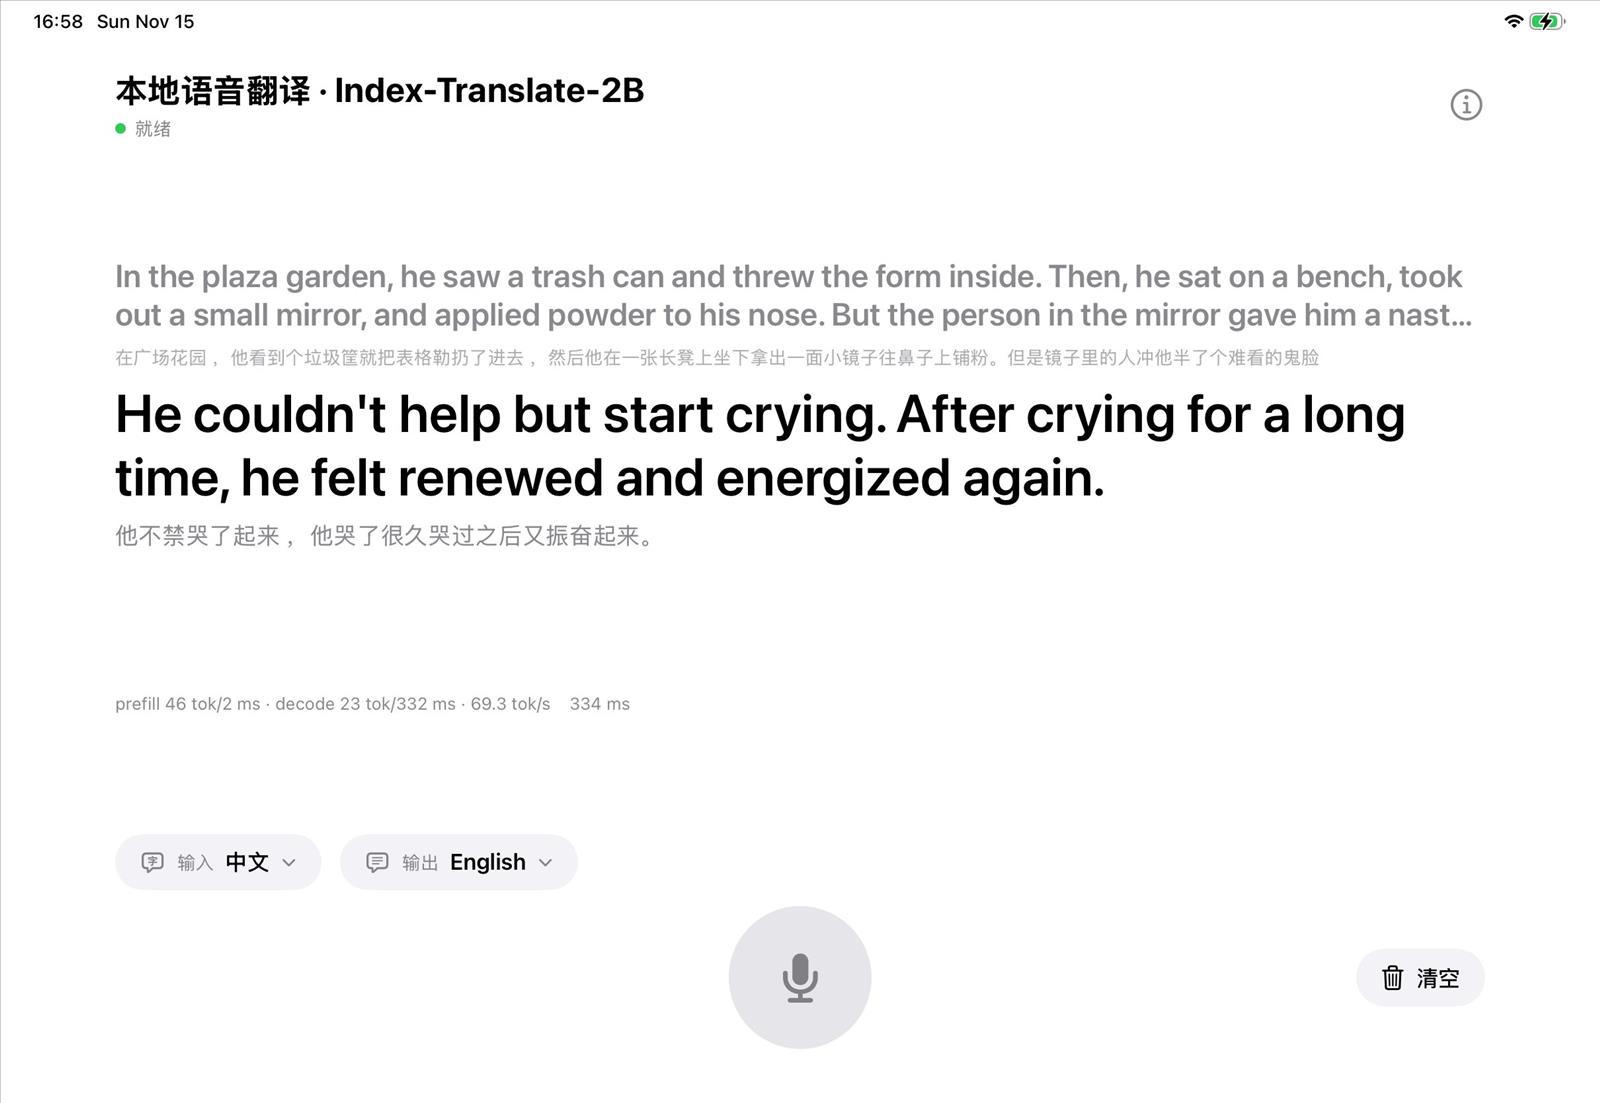 16:58 Sun Nov 15
本地语音翻译 · Index-Translate-2B
就绪
In the plaza garden, he saw a trash can and threw the form inside. Then, he sat on a bench, took
out a small mirror, and applied powder to his nose. But the person in the mirror gave him a nast...
在广场花园，他看到个垃圾筐就把表格勒扔了进去，然后他在一张长凳上坐下拿出一面小镜子往鼻子上铺粉。但是镜子里的人冲他半了个难看的鬼脸
He couldn't help but start crying. After crying for a long
time, he felt renewed and energized again.
他不禁哭了起来，他哭了很久哭过之后又振奋起来。
prefill 46 tok/2 ms · decode 23 tok/332 ms · 69.3 tok/s 334 ms
字 输入 中文 输出 English
清空